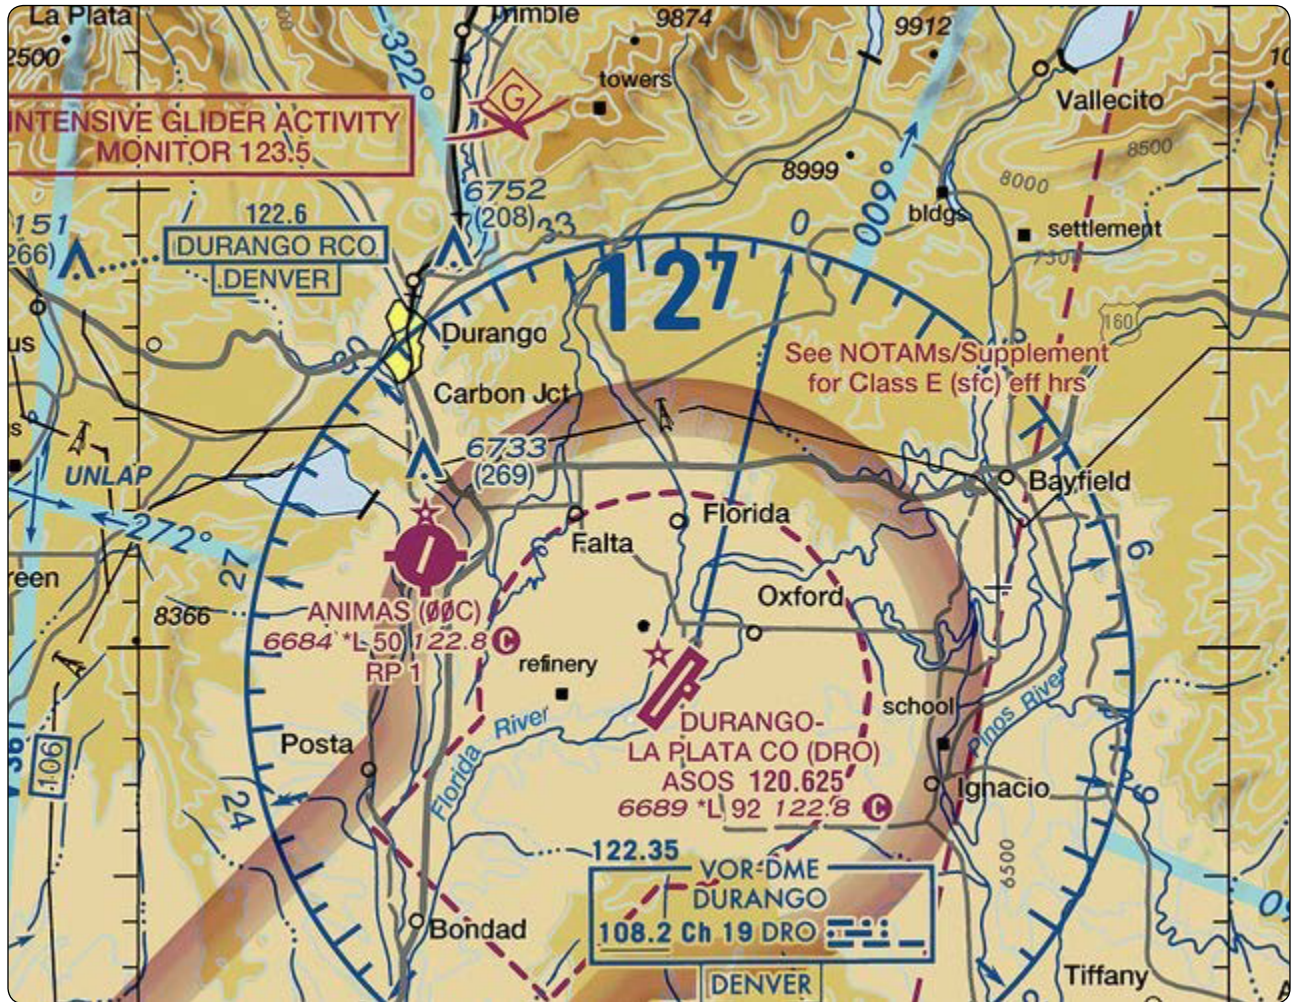 La Plata
Trimble
9874
9912
2500
322°
G
towers
Vallecito
INTENSIVE GLIDER ACTIVITY
MONITOR 123.5
8999
8500
009°
8000
6752
(208)
33
0
bldgs
settlement
151
266)
122.6
DURANGO RCO
DENVER
127
160
Durango
30
See NOTAMs/Supplement
for Class E (sfc) eff hrs
us
Carbon Jct
s
6733
(269)
UNLAP
Bayfield
Florida
272°
Falta
6
27
reen
Oxford
ANIMAS (00C)
8366
6684 *L 50 122.8 C
RP 1
refinery
school
River
Pinos River
DURANGO-
LA PLATA CO (DRO)
ASOS 120.625
6689 *L 92 122.8 C
Posta
106
Florida
Ignacio
24
122.35
VOR-DME
DURANGO
108.2 Ch 19 DRO
DENVER
6500
09
Bondad
Tiffany